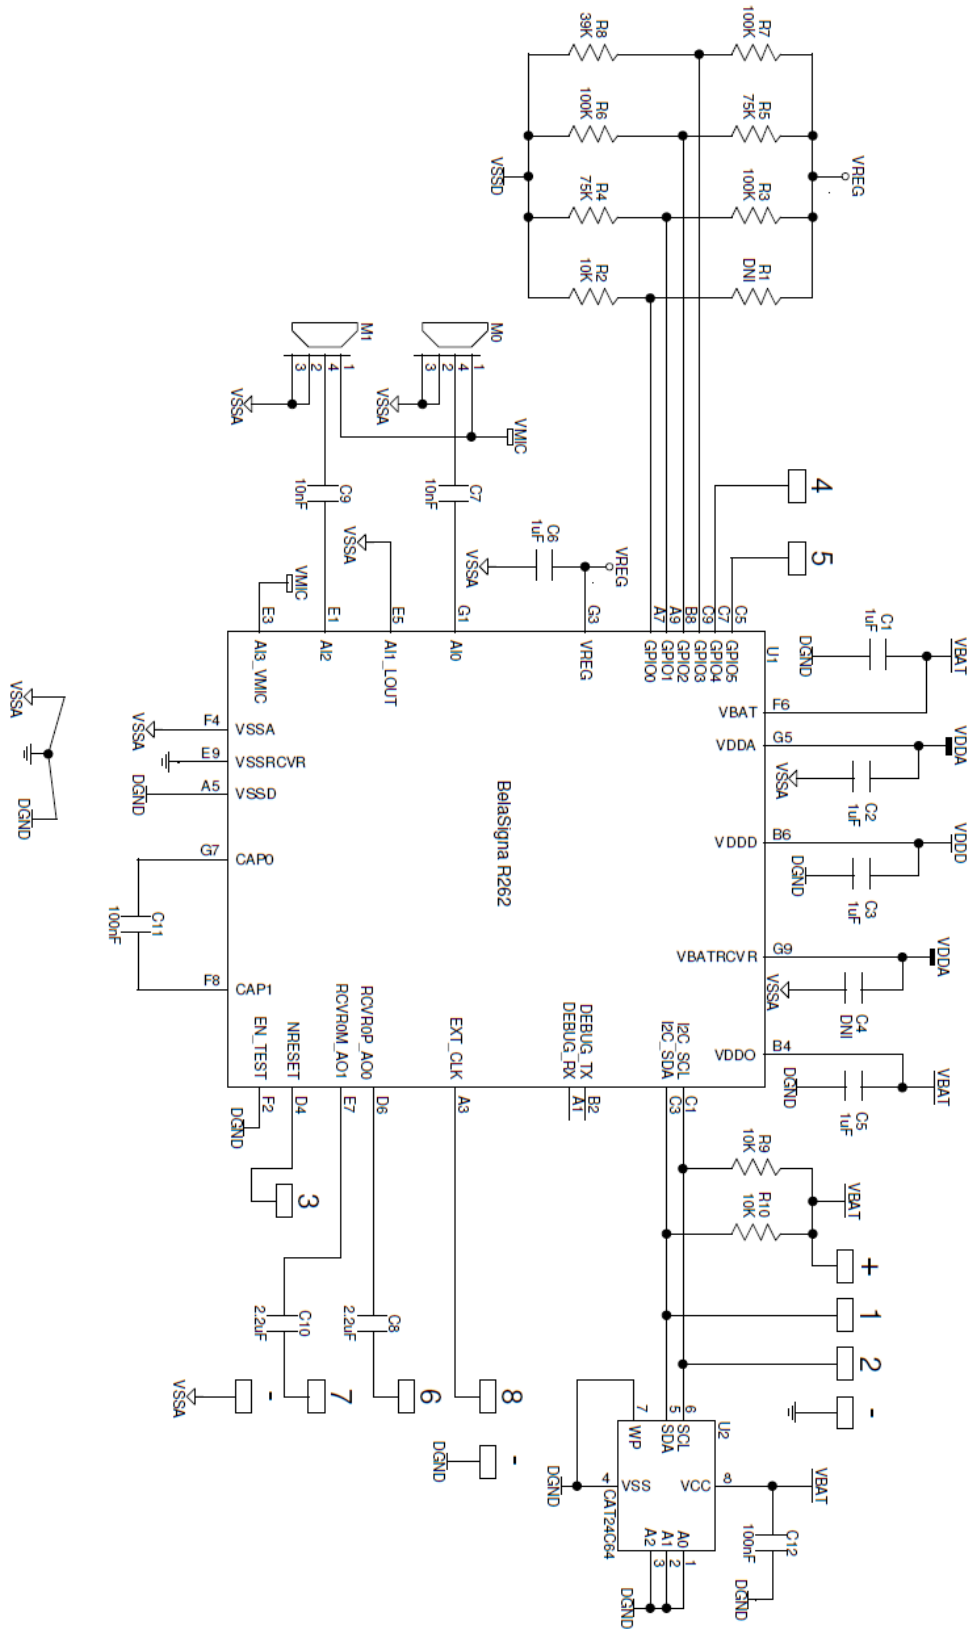 R7
100K
R8
39K
R5
75K
R6
100K
R3
100K
R4
75K
R1
DNI
R2
10K
VREG
VSSD
M0
1
4
2
3
VSSA
M1
1
4
2
3
VSSA
VMIC
C7
10nF
C9
10nF
VSSA
C6
1uF
VSSA
VREG
VMIC
4
5
E3
E1
E5
G1
G3
A7
A9
B8
C9
C7
C5
AI3_VMIC
AI2
AI1_LOUT
AI0
VREG
GPIO0
GPIO1
GPIO2
GPIO3
GPIO4
GPIO5
U1
BelaSigna R262
C1
1uF
DGND
VBAT
VBAT
F6
VDDA
G5
VDDA
VSSA
C2
1uF
VDDD
B6
VDDD
DGND
C3
1uF
VBATRCVR
G9
VDDA
VSSA
C4
DNI
VDDO
B4
VBAT
DGND
C5
1uF
F4
VSSA
VSSA
E9
VSSRCVR
A5
VSSD
DGND
G7
CAP0
C11
100nF
F8
CAP1
VSSA
DGND
EN_TEST
NRESET
RCVR0M_AO1
RCVR0P_AO0
EXT_CLK
DEBUG_RX
DEBUG_TX
I2C_SDA
I2C_SCL
F2
D4
E7
D6
A3
A1
B2
C3
C1
DGND
3
R9
10K
R10
10K
VBAT
+
1
2
-
C10
2.2uF
C8
2.2uF
VSSA
-
7
6
8
DGND
-
U2
7
5
6
WP
SDA
SCL
4
VSS
VCC
8
CAT24C64
A2
A1
A0
3
2
1
DGND
DGND
VBAT
C12
100nF
DGND